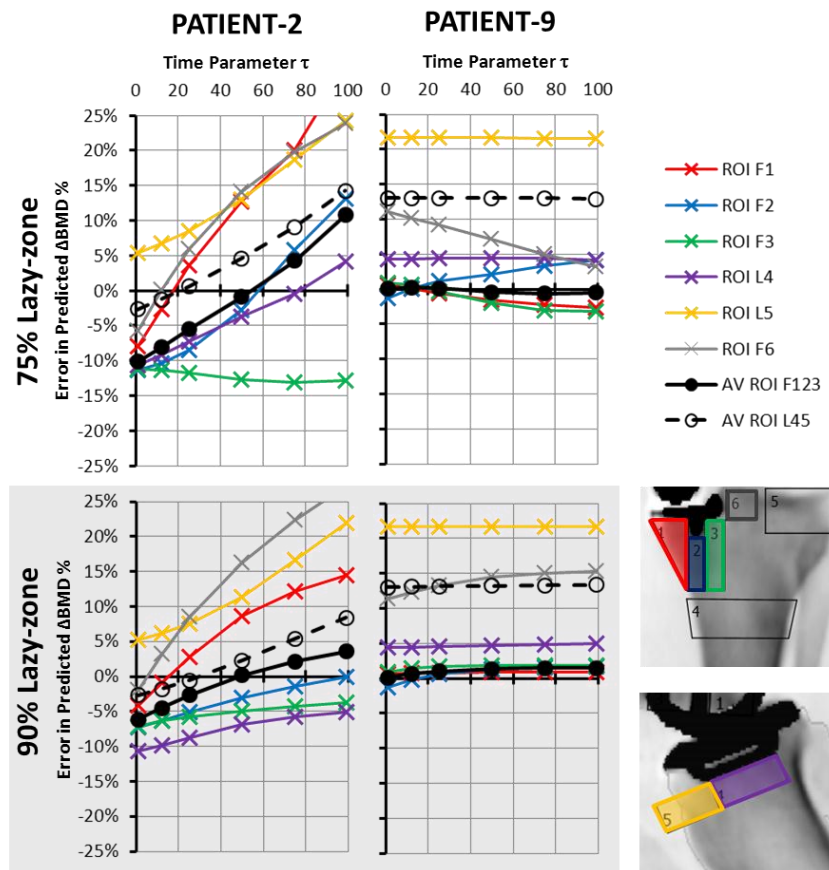 PATIENT-2 PATIENT-9
Time Parameter τ Time Parameter τ
0 20 40 60 80 100 0 20 40 60 80 100
75% Lazy-zone
Error in Predicted ΔBMD %
25%
20%
15%
10%
5%
0%
-5%
-10%
-15%
-20%
-25%
ROI F1
ROI F2
ROI F3
ROI L4
ROI L5
ROI F6
AV ROI F123
AV ROI L45
90% Lazy-zone
Error in Predicted ΔBMD %
25%
20%
15%
10%
5%
0%
-5%
-10%
-15%
-20%
-25%
6 5
1 2 3
4
1
4
5